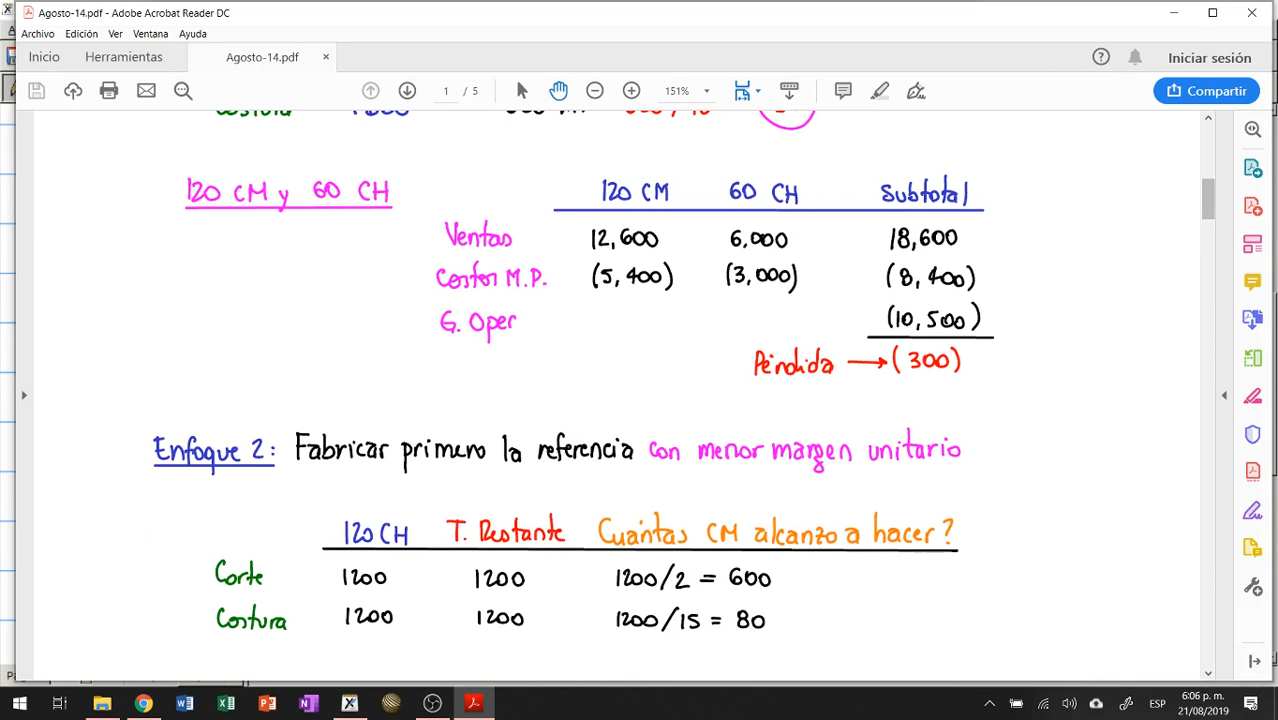 Agosto-14.pdf - Adobe Acrobat Reader DC
Archivo Edición Ver Ventana Ayuda
Inicio Herramientas Agosto-14.pdf × Iniciar sesión
1 / 5 151% Compartir
120 CM y 60 CH 120 CM 60 CH Subtotal
Ventas 12,600 6,000 18,600
Costos M.P. (5,400) (3,000) (8,400)
G. Oper (10,500)
Pérdida → (300)
Enfoque 2: Fabricar primero la referencia con menor margen unitario
120 CH T. Restante Cuántas CM alcanzo a hacer?
Corte 1200 1200 1200/2 = 600
Costura 1200 1200 1200/15 = 80
ESP 6:06 p. m.
21/08/2019